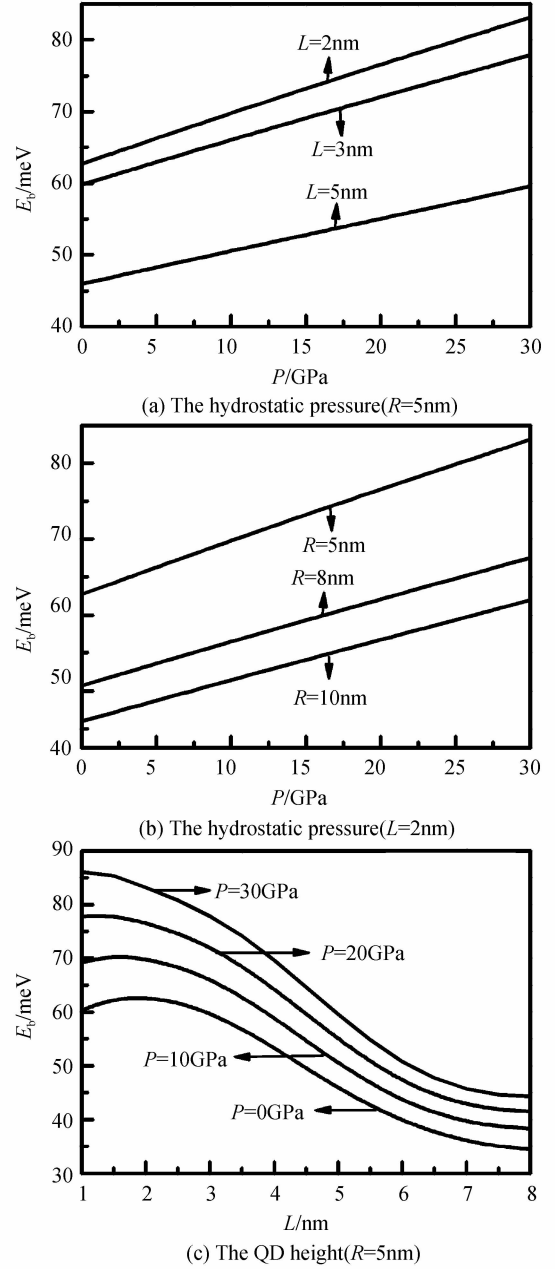 80
70
60
50
40
E_b/meV
L=2nm
L=3nm
L=5nm
0 5 10 15 20 25 30
P/GPa
(a) The hydrostatic pressure(R=5nm)
80
70
60
50
40
E_b/meV
R=5nm
R=8nm
R=10nm
0 5 10 15 20 25 30
P/GPa
(b) The hydrostatic pressure(L=2nm)
90
80
70
60
50
40
30
E_b/meV
P=30GPa
P=20GPa
P=10GPa
P=0GPa
1 2 3 4 5 6 7 8
L/nm
(c) The QD height(R=5nm)